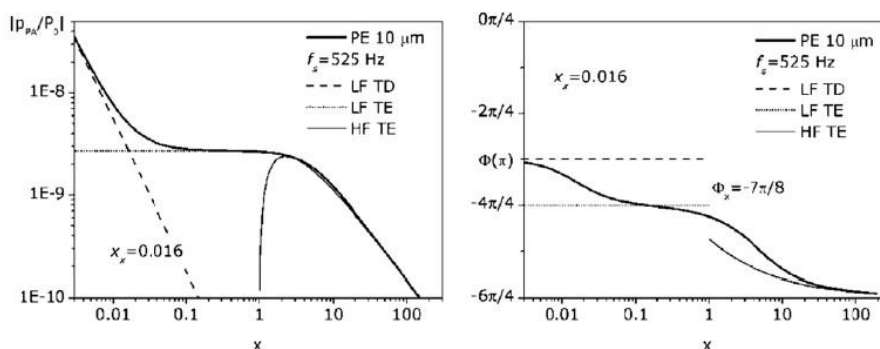 |p_PA/P_0|
1E-8
1E-9
1E-10
0.01
0.1
1
10
100
x
PE 10 μm
f_s=525 Hz
LF TD
LF TE
HF TE
x_x=0.016
0π/4
-2π/4
Φ(π)
-4π/4
-6π/4
0.01
0.1
1
10
100
x
x_x=0.016
PE 10 μm
f_s=525 Hz
LF TD
LF TE
HF TE
Φ_x=-7π/8